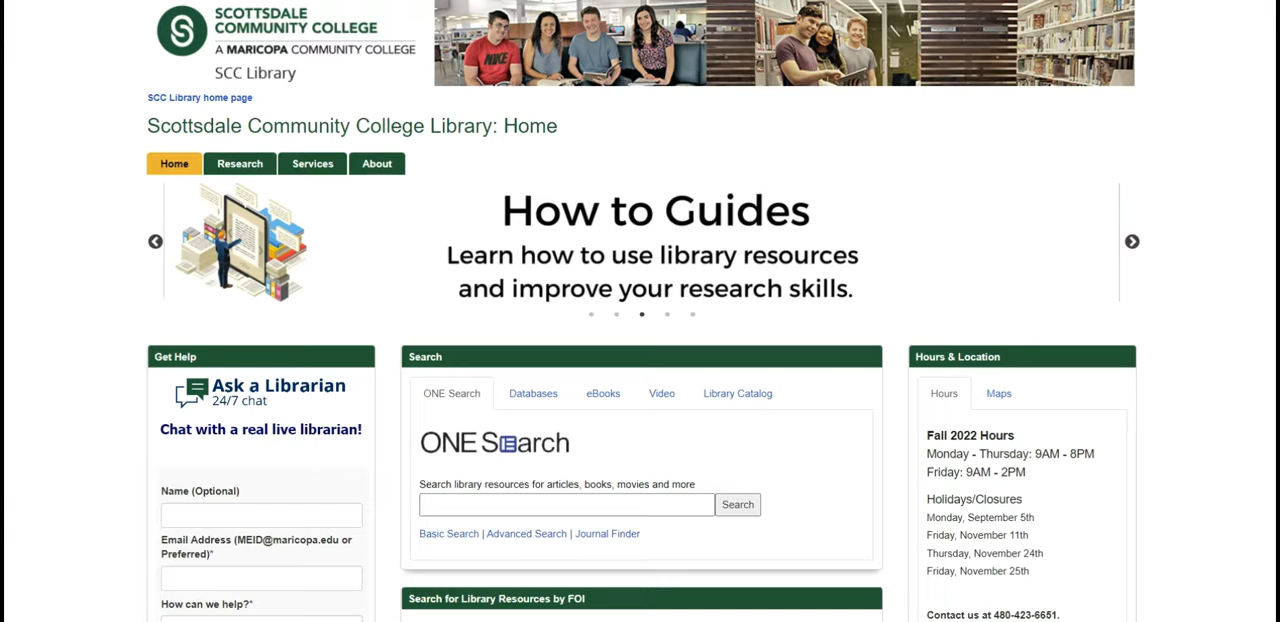 SCOTTSDALE
COMMUNITY COLLEGE
A MARICOPA COMMUNITY COLLEGE
SCC Library
NIKE
SCC Library home page
Scottsdale Community College Library: Home
Home
Research
Services
About
How to Guides
Learn how to use library resources
and improve your research skills.
Get Help
Ask a Librarian
24/7 chat
Chat with a real live librarian!
Name (Optional)
Email Address (MEID@maricopa.edu or
Preferred)*
How can we help?*
Search
ONE Search
Databases
eBooks
Video
Library Catalog
ONE Search
Search library resources for articles, books, movies and more
Search
Basic Search | Advanced Search | Journal Finder
Search for Library Resources by FOI
Hours & Location
Hours
Maps
Fall 2022 Hours
Monday - Thursday: 9AM - 8PM
Friday: 9AM - 2PM
Holidays/Closures
Monday, September 5th
Friday, November 11th
Thursday, November 24th
Friday, November 25th
Contact us at 480-423-6651.